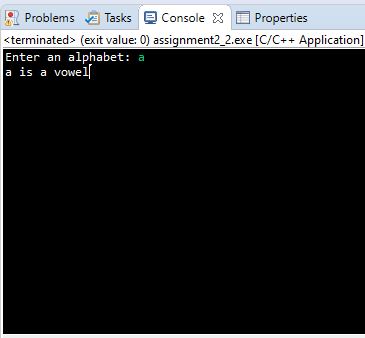 Problems Tasks Console Properties
<terminated> (exit value: 0) assignment2_2.exe [C/C++ Application]
Enter an alphabet: a
a is a vowel